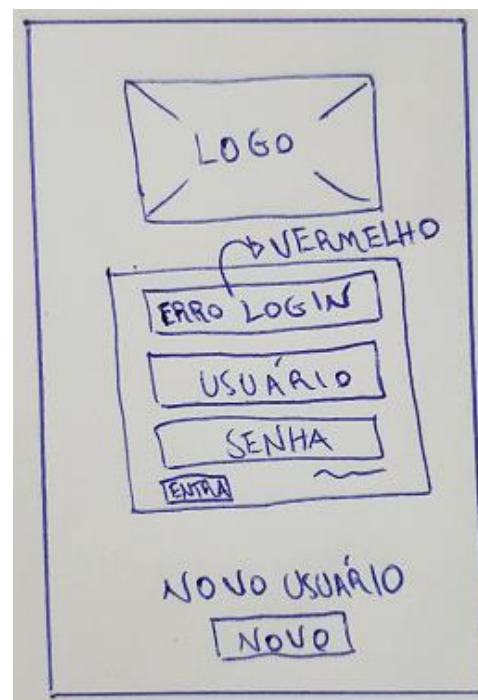 LOGO
VERMELHO
ERRO LOGIN
USUÁRIO
SENHA
ENTRA
NOVO USUÁRIO
NOVO